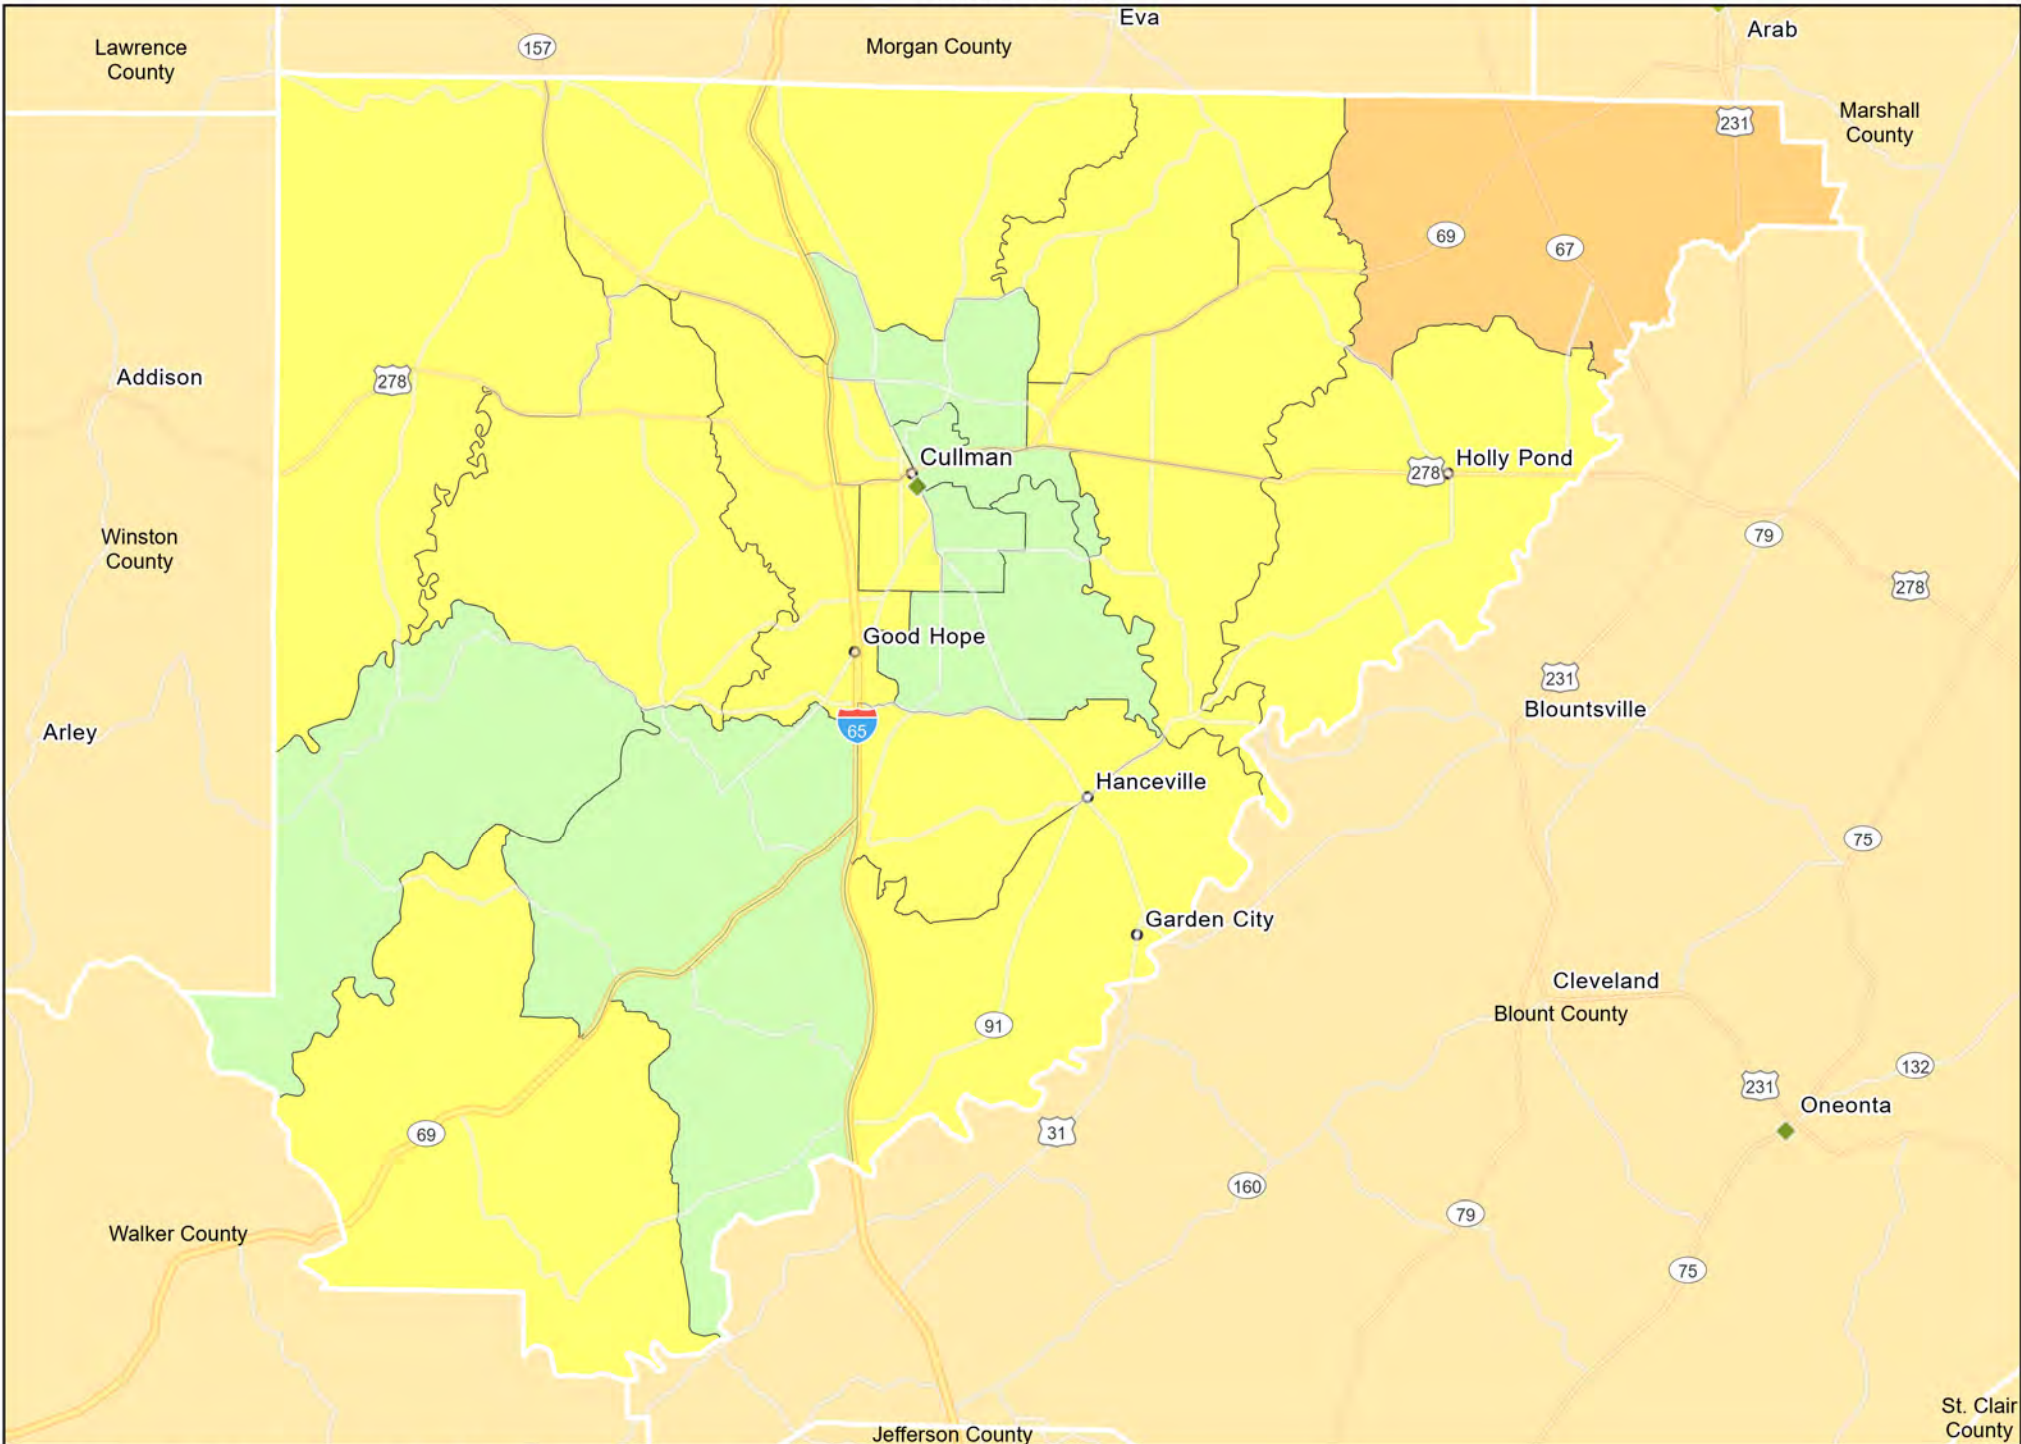 Eva
Arab
Lawrence
County
157
Morgan County
Marshall
County
231
69
67
Addison
278
Cullman
278
Holly Pond
Winston
County
79
278
Good Hope
231
Blountsville
Arley
65
Hanceville
75
Garden City
Cleveland
Blount County
91
132
231
Oneonta
69
31
160
79
Walker County
75
St. Clair
County
Jefferson County